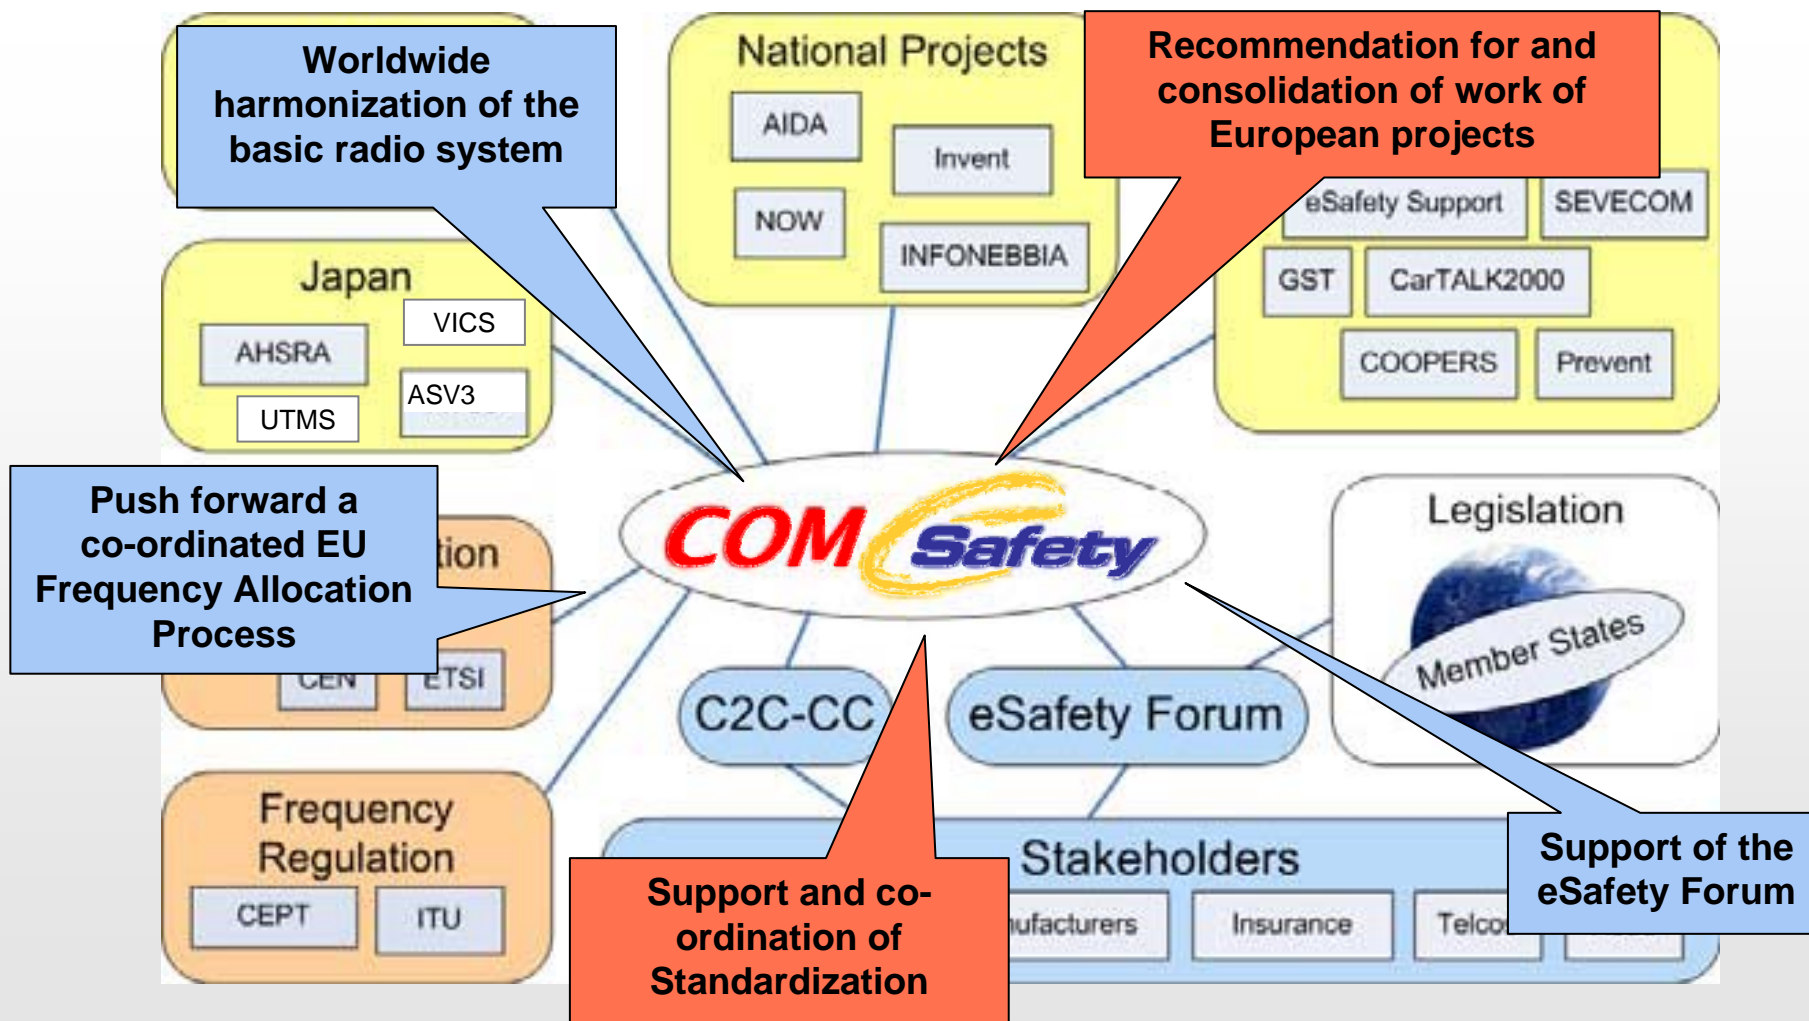 Worldwide
harmonization of the
basic radio system
National Projects
AIDA
Invent
NOW
INFONEBBIA
Recommendation for and
consolidation of work of
European projects
eSafety Support
SEVECOM
GST
CarTALK2000
COOPERS
Prevent
Japan
VICS
AHSRA
ASV3
UTMS
Push forward a
co-ordinated EU
Frequency Allocation
Process
tion
CEN
ETSI
COM Safety
Legislation
Member States
C2C-CC
eSafety Forum
Frequency
Regulation
CEPT
ITU
Support and co-
ordination of
Standardization
Stakeholders
nufacturers
Insurance
Telcos
Support of the
eSafety Forum